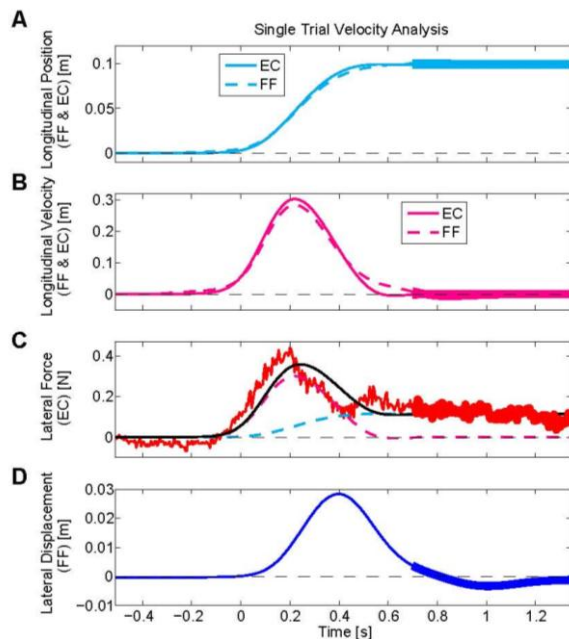 Single Trial Velocity Analysis
A
Longitudinal Position
(FF & EC) [m]
0.1
0.05
0
EC
FF
B
Longitudinal Velocity
(FF & EC) [m]
0.3
0.2
0.1
0
EC
FF
C
Lateral Force
(EC) [N]
0.4
0.2
0
D
Lateral Displacement
(FF) [m]
0.03
0.02
0.01
0
−0.01
−0.4 −0.2 0 0.2 0.4 0.6 0.8 1 1.2
Time [s]